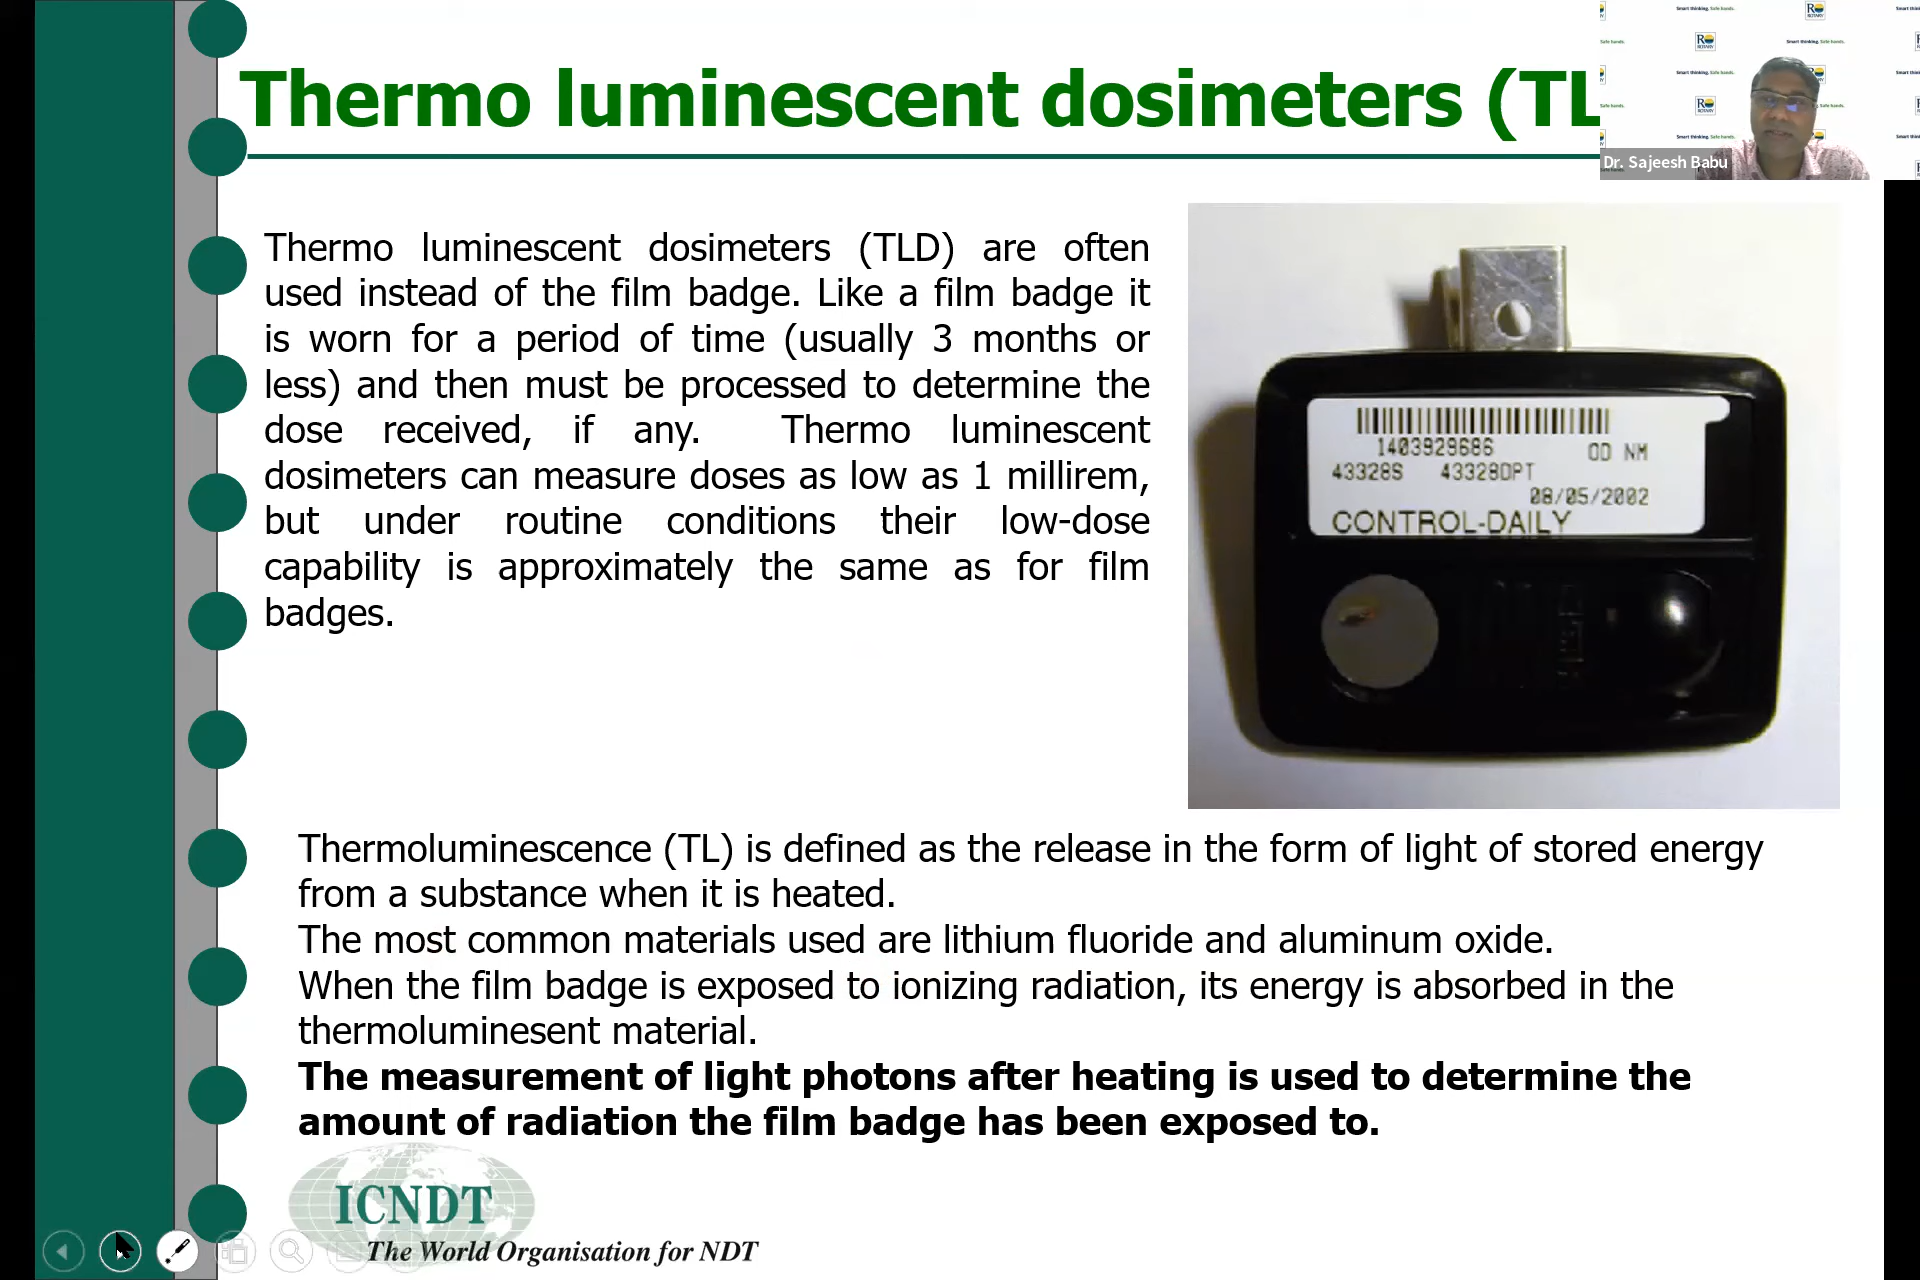 Thermo luminescent dosimeters (TL
Smart thinking. Safe hands.
Dr. Sajeesh Babu
Thermo luminescent dosimeters (TLD) are often
used instead of the film badge. Like a film badge it
is worn for a period of time (usually 3 months or
less) and then must be processed to determine the
dose received, if any. Thermo luminescent
dosimeters can measure doses as low as 1 millirem,
but under routine conditions their low-dose
capability is approximately the same as for film
badges.
1403929686 OD NM
43328S 43328DPT
08/05/2002
CONTROL-DAILY
Thermoluminescence (TL) is defined as the release in the form of light of stored energy
from a substance when it is heated.
The most common materials used are lithium fluoride and aluminum oxide.
When the film badge is exposed to ionizing radiation, its energy is absorbed in the
thermoluminesent material.
The measurement of light photons after heating is used to determine the
amount of radiation the film badge has been exposed to.
ICNDT
The World Organisation for NDT